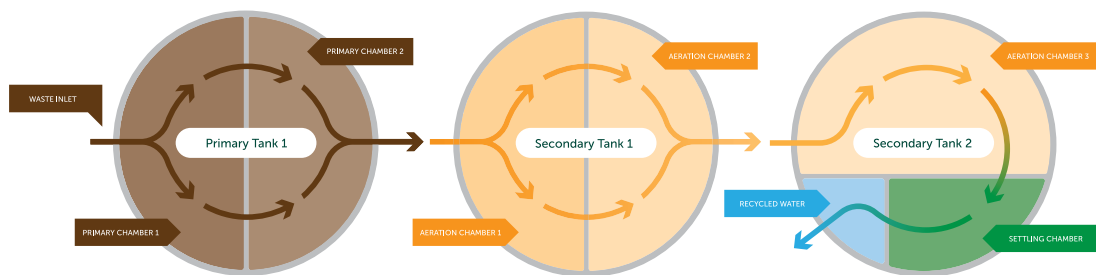 PRIMARY CHAMBER 2
WASTE INLET
Primary Tank 1
PRIMARY CHAMBER 1
AERATION CHAMBER 2
Secondary Tank 1
AERATION CHAMBER 1
AERATION CHAMBER 3
Secondary Tank 2
RECYCLED WATER
SETTLING CHAMBER